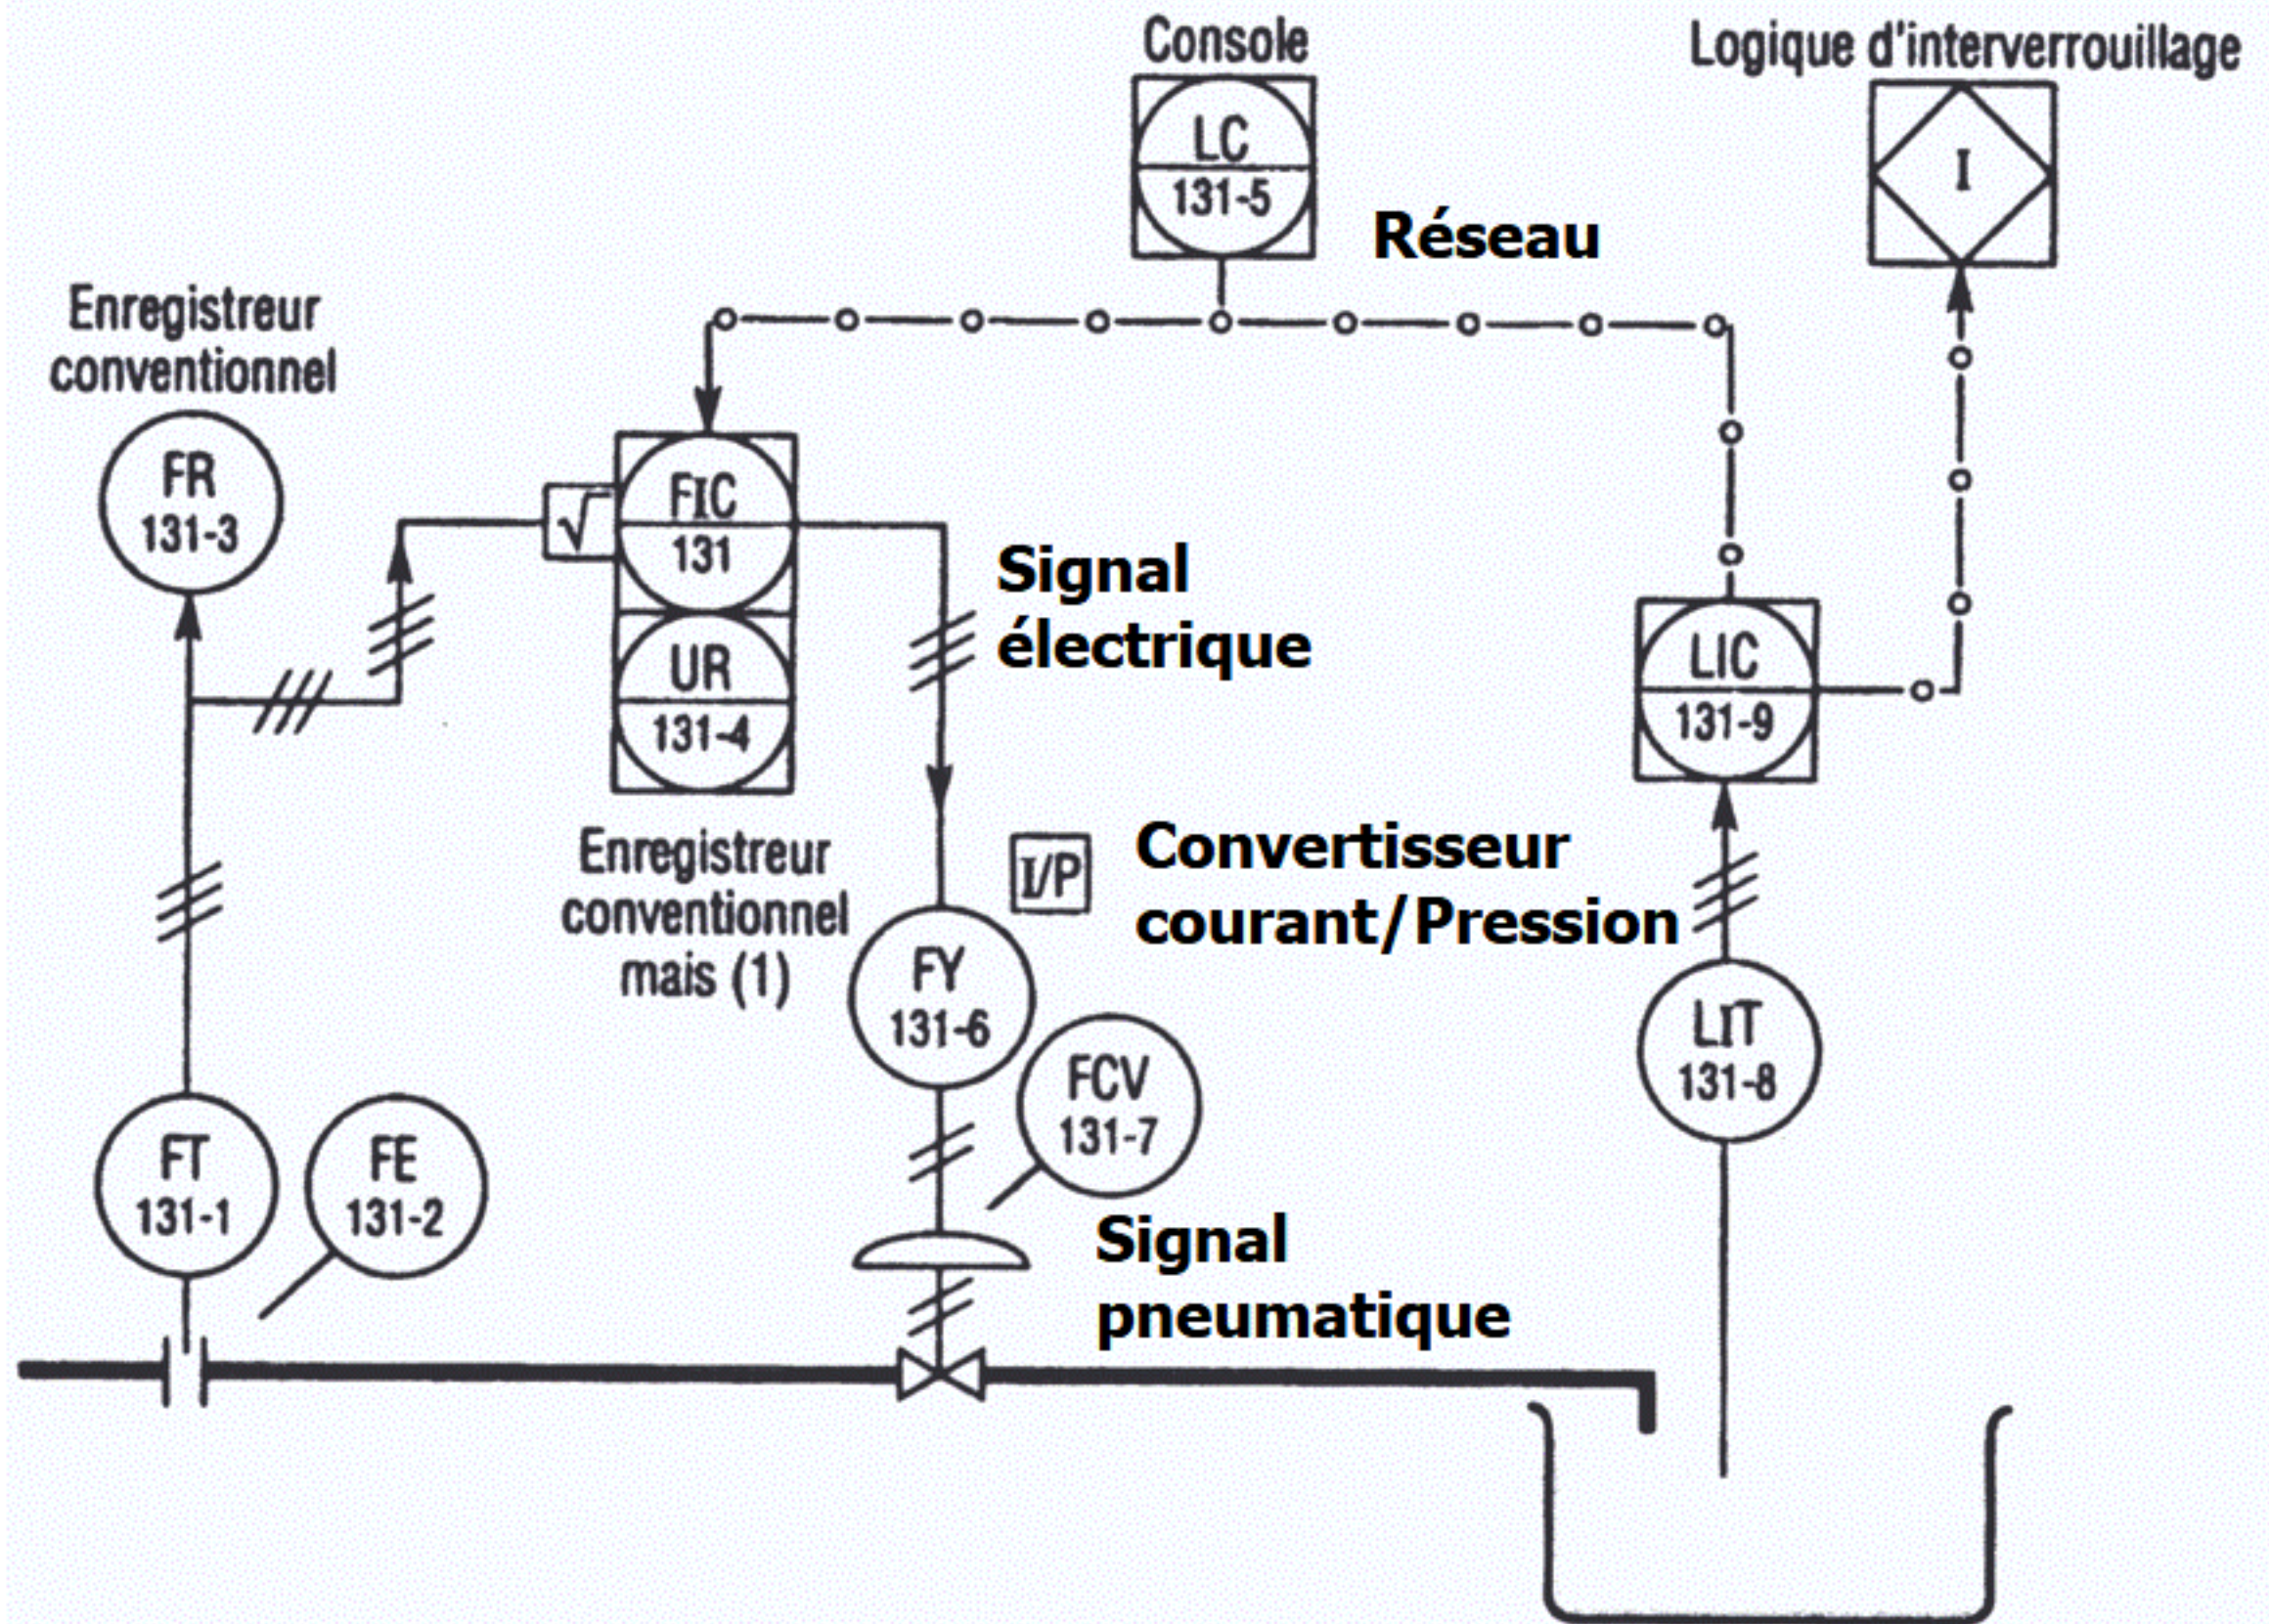 Console
Logique d'interverrouillage
LC
131-5
I
Réseau
Enregistreur
conventionnel
FR
131-3
√
FIC
131
Signal
électrique
UR
131-4
LIC
131-9
Enregistreur
conventionnel
mais (1)
I/P
Convertisseur
courant/Pression
FY
131-6
FCV
131-7
LIT
131-8
FT
131-1
FE
131-2
Signal
pneumatique